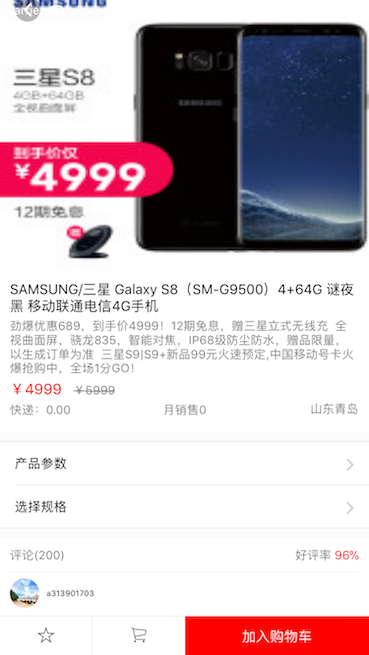 SAMSUNG
三星S8
4GB+64GB
全视曲面屏
SAMSUNG
到手价仅
¥4999
12期免息
赠
SAMSUNG/三星 Galaxy S8（SM-G9500）4+64G 谜夜
黑 移动联通电信4G手机
劲爆优惠689，到手价4999！12期免息，赠三星立式无线充 全
视曲面屏，骁龙835，智能对焦，IP68级防尘防水，赠品限量，
以生成订单为准 三星S9|S9+新品99元火速预定,中国移动号卡火
爆抢购中，全场1分GO！
￥4999 ￥5999
快递：0.00 月销售0 山东青岛
产品参数
选择规格
评论(200) 好评率 96%
a313901703
加入购物车